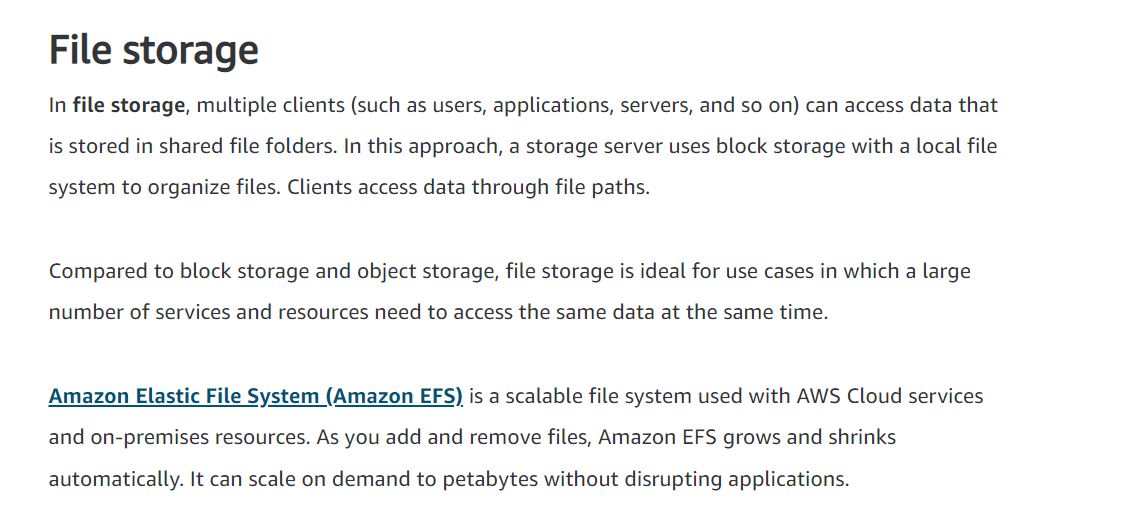 File storage
In file storage, multiple clients (such as users, applications, servers, and so on) can access data that
is stored in shared file folders. In this approach, a storage server uses block storage with a local file
system to organize files. Clients access data through file paths.
Compared to block storage and object storage, file storage is ideal for use cases in which a large
number of services and resources need to access the same data at the same time.
Amazon Elastic File System (Amazon EFS) is a scalable file system used with AWS Cloud services
and on-premises resources. As you add and remove files, Amazon EFS grows and shrinks
automatically. It can scale on demand to petabytes without disrupting applications.